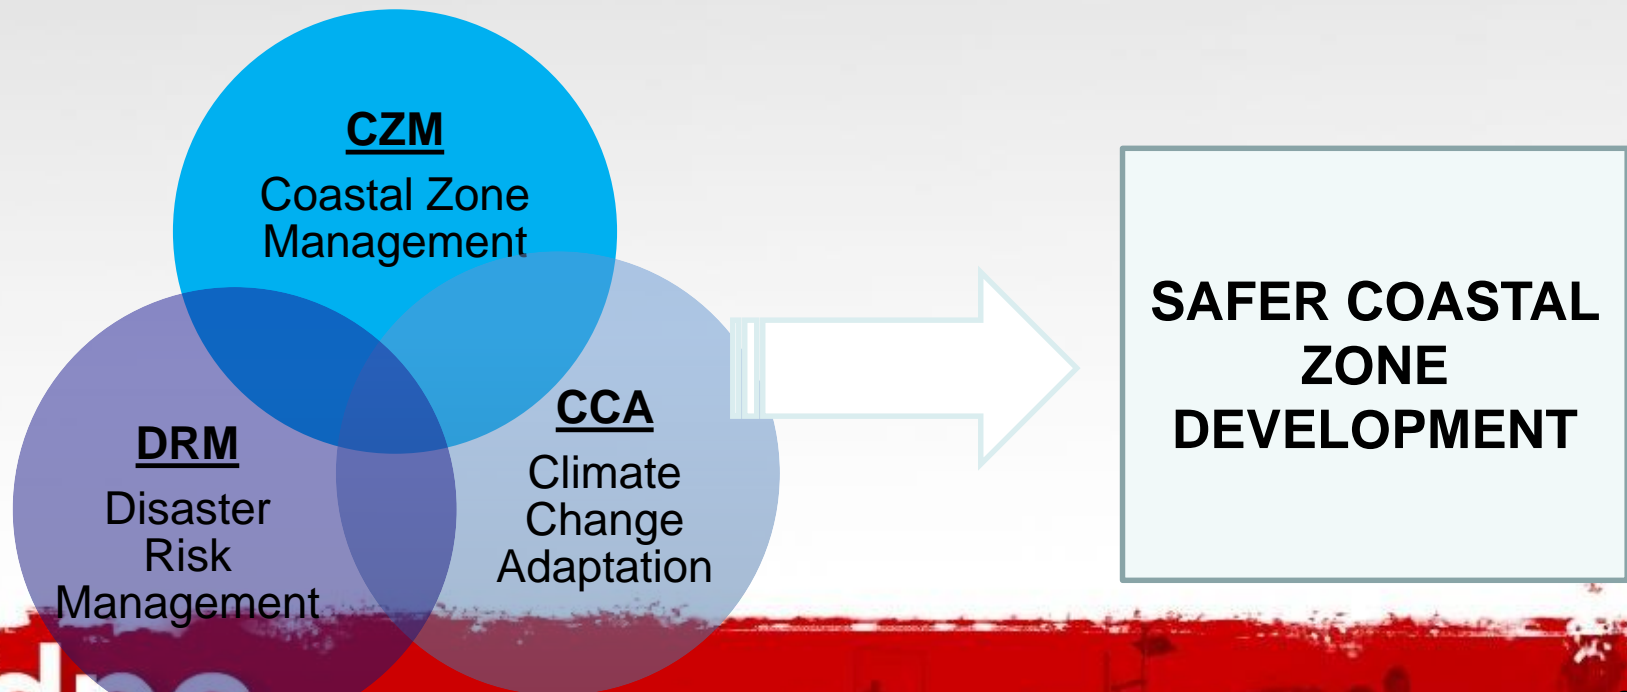 CZM
Coastal Zone
Management
DRM
Disaster
Risk
Management
CCA
Climate
Change
Adaptation
SAFER COASTAL
ZONE
DEVELOPMENT